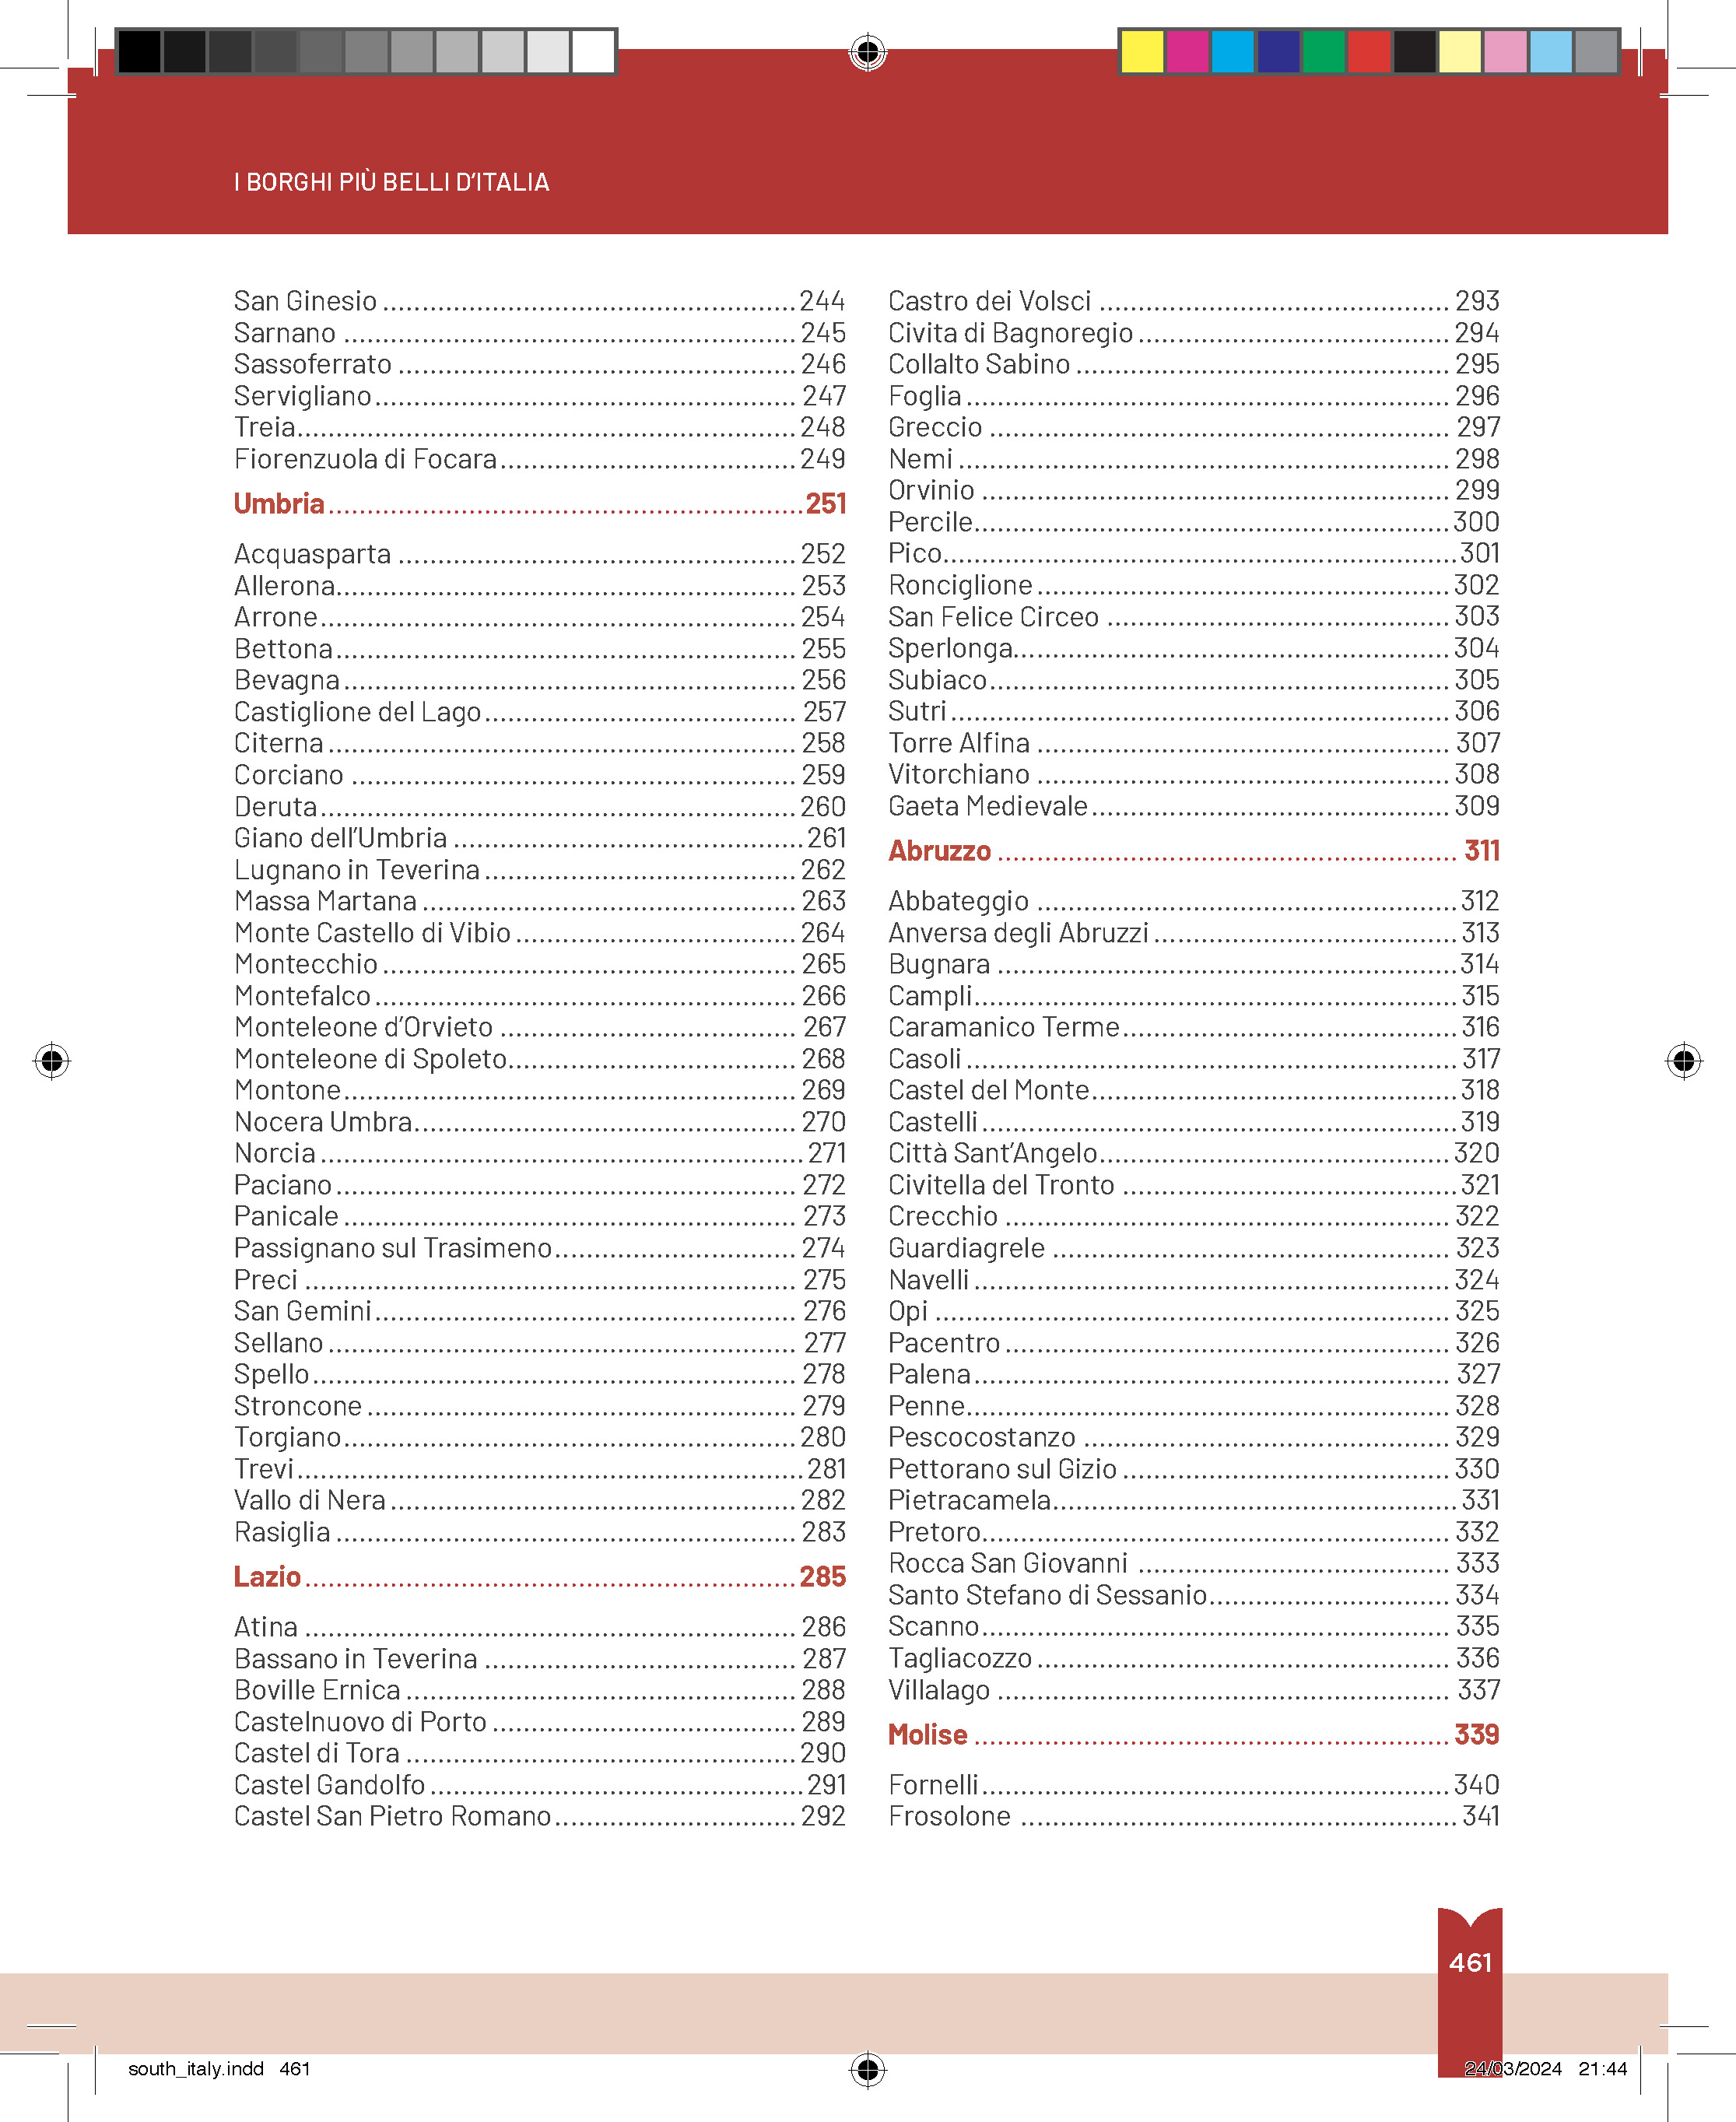 I BORGHI PIÙ BELLI D’ITALIA
San Ginesio ..... 244
Sarnano ..... 245
Sassoferrato ..... 246
Servigliano ..... 247
Treia ..... 248
Fiorenzuola di Focara ..... 249
Umbria ..... 251
Acquasparta ..... 252
Allerona ..... 253
Arrone ..... 254
Bettona ..... 255
Bevagna ..... 256
Castiglione del Lago ..... 257
Citerna ..... 258
Corciano ..... 259
Deruta ..... 260
Giano dell’Umbria ..... 261
Lugnano in Teverina ..... 262
Massa Martana ..... 263
Monte Castello di Vibio ..... 264
Montecchio ..... 265
Montefalco ..... 266
Monteleone d’Orvieto ..... 267
Monteleone di Spoleto ..... 268
Montone ..... 269
Nocera Umbra ..... 270
Norcia ..... 271
Paciano ..... 272
Panicale ..... 273
Passignano sul Trasimeno ..... 274
Preci ..... 275
San Gemini ..... 276
Sellano ..... 277
Spello ..... 278
Stroncone ..... 279
Torgiano ..... 280
Trevi ..... 281
Vallo di Nera ..... 282
Rasiglia ..... 283
Lazio ..... 285
Atina ..... 286
Bassano in Teverina ..... 287
Boville Ernica ..... 288
Castelnuovo di Porto ..... 289
Castel di Tora ..... 290
Castel Gandolfo ..... 291
Castel San Pietro Romano ..... 292
Castro dei Volsci ..... 293
Civita di Bagnoregio ..... 294
Collalto Sabino ..... 295
Foglia ..... 296
Greccio ..... 297
Nemi ..... 298
Orvinio ..... 299
Percile ..... 300
Pico ..... 301
Ronciglione ..... 302
San Felice Circeo ..... 303
Sperlonga ..... 304
Subiaco ..... 305
Sutri ..... 306
Torre Alfina ..... 307
Vitorchiano ..... 308
Gaeta Medievale ..... 309
Abruzzo ..... 311
Abbateggio ..... 312
Anversa degli Abruzzi ..... 313
Bugnara ..... 314
Campli ..... 315
Caramanico Terme ..... 316
Casoli ..... 317
Castel del Monte ..... 318
Castelli ..... 319
Città Sant’Angelo ..... 320
Civitella del Tronto ..... 321
Crecchio ..... 322
Guardiagrele ..... 323
Navelli ..... 324
Opi ..... 325
Pacentro ..... 326
Palena ..... 327
Penne ..... 328
Pescocostanzo ..... 329
Pettorano sul Gizio ..... 330
Pietracamela ..... 331
Pretoro ..... 332
Rocca San Giovanni ..... 333
Santo Stefano di Sessanio ..... 334
Scanno ..... 335
Tagliacozzo ..... 336
Villalago ..... 337
Molise ..... 339
Fornelli ..... 340
Frosolone ..... 341
461
south_italy.indd 461
24/03/2024 21:44